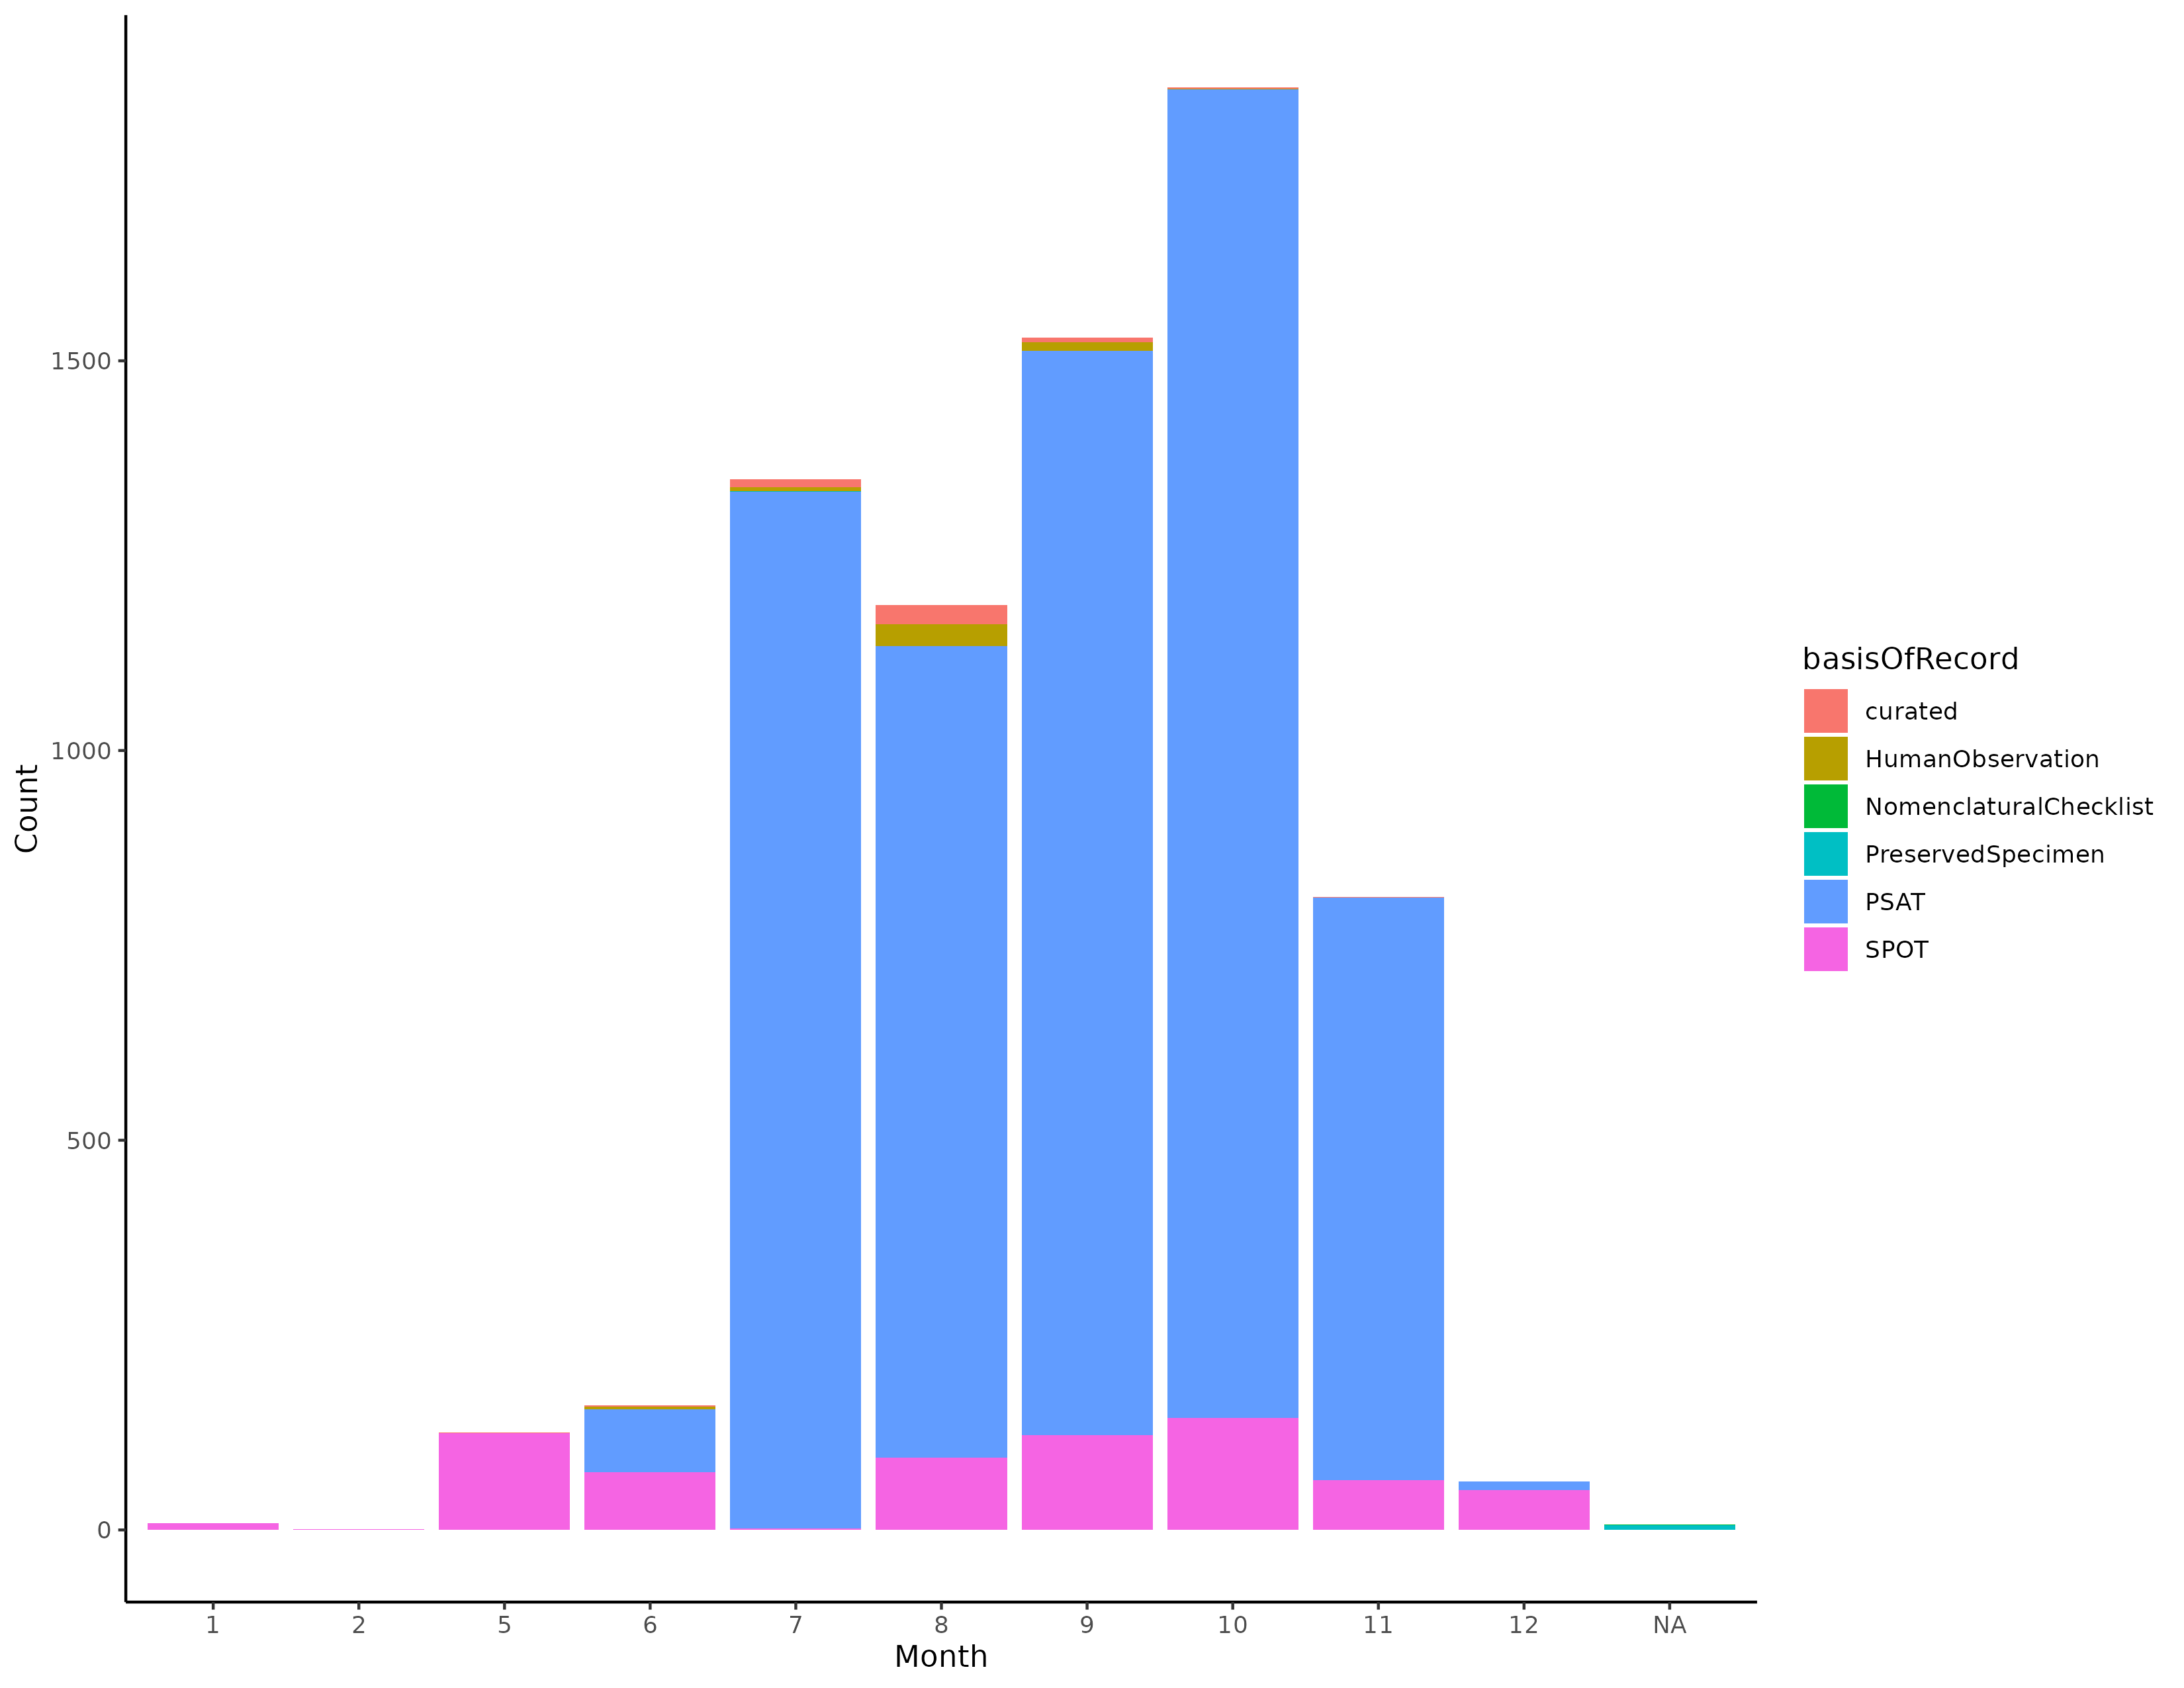 1500
1000
500
0
Count
1 2 5 6 7 8 9 10 11 12 NA
Month
basisOfRecord
curated
HumanObservation
NomenclaturalChecklist
PreservedSpecimen
PSAT
SPOT